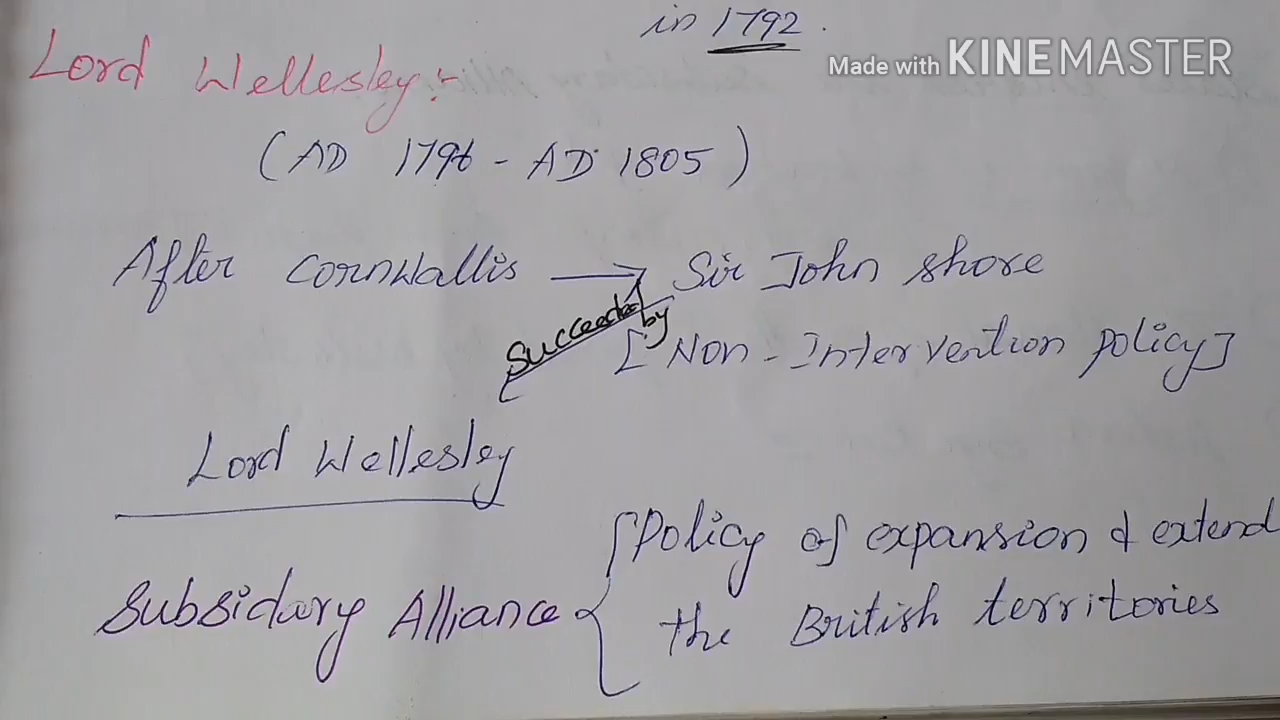 in 1792.
Made with KINEMASTER
Lord Wellesley:-
(AD 1796 - AD 1805)
After cornwallis → Sir John shore
Succeeded by
[Non-Intervention policy]
Lord Wellesley
Subsidary Alliance { Policy of expansion & extend
the British territories